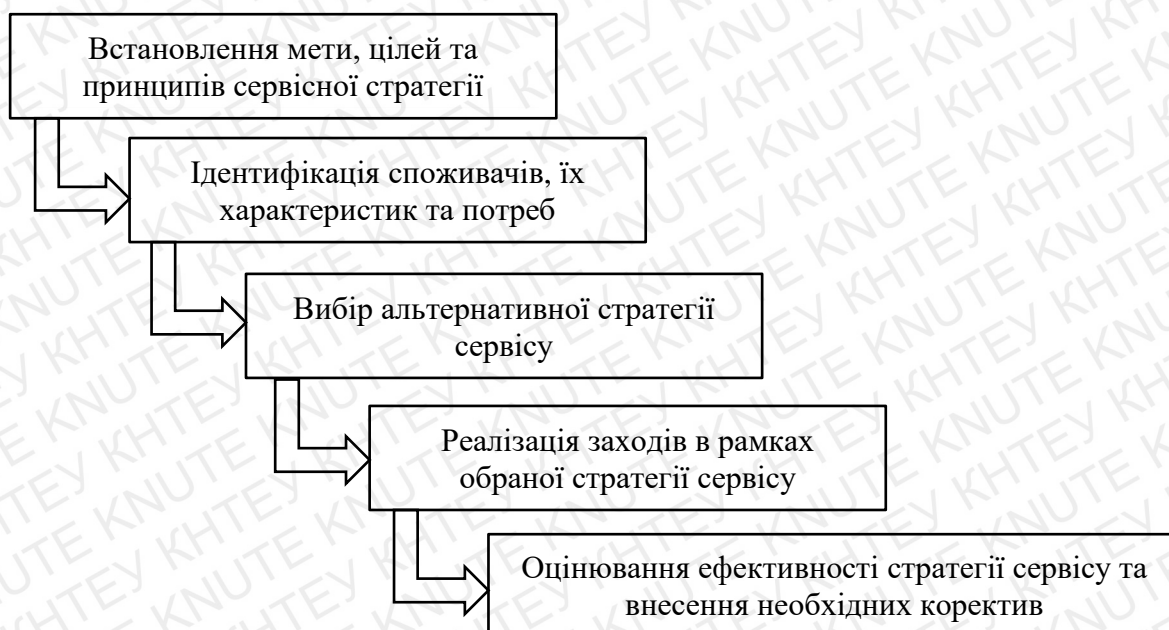 Встановлення мети, цілей та
принципів сервісної стратегії
Ідентифікація споживачів, їх
характеристик та потреб
Вибір альтернативної стратегії
сервісу
Реалізація заходів в рамках
обраної стратегії сервісу
Оцінювання ефективності стратегії сервісу та
внесення необхідних коректив